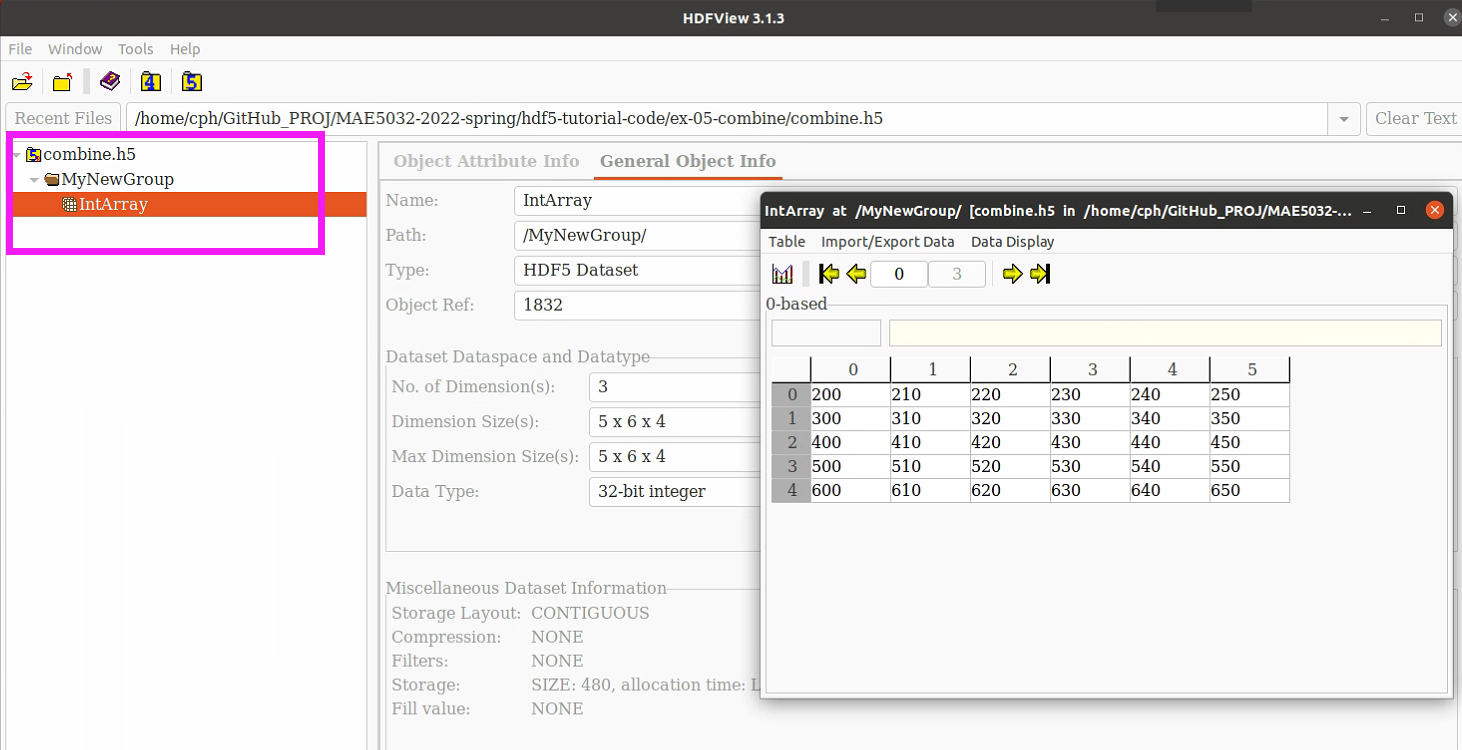 HDFView 3.1.3
File Window Tools Help
4 5
Recent Files /home/cph/GitHub_PROJ/MAE5032-2022-spring/hdf5-tutorial-code/ex-05-combine/combine.h5 Clear Text
5 combine.h5
MyNewGroup
IntArray
Object Attribute Info General Object Info
Name: IntArray
Path: /MyNewGroup/
Type: HDF5 Dataset
Object Ref: 1832
Dataset Dataspace and Datatype
No. of Dimension(s): 3
Dimension Size(s): 5 x 6 x 4
Max Dimension Size(s): 5 x 6 x 4
Data Type: 32-bit integer
Miscellaneous Dataset Information
Storage Layout: CONTIGUOUS
Compression: NONE
Filters: NONE
Storage: SIZE: 480, allocation time: L
Fill value: NONE
IntArray at /MyNewGroup/ [combine.h5 in /home/cph/GitHub_PROJ/MAE5032-...
Table Import/Export Data Data Display
0 3
0-based
0 1 2 3 4 5
0 200 210 220 230 240 250
1 300 310 320 330 340 350
2 400 410 420 430 440 450
3 500 510 520 530 540 550
4 600 610 620 630 640 650